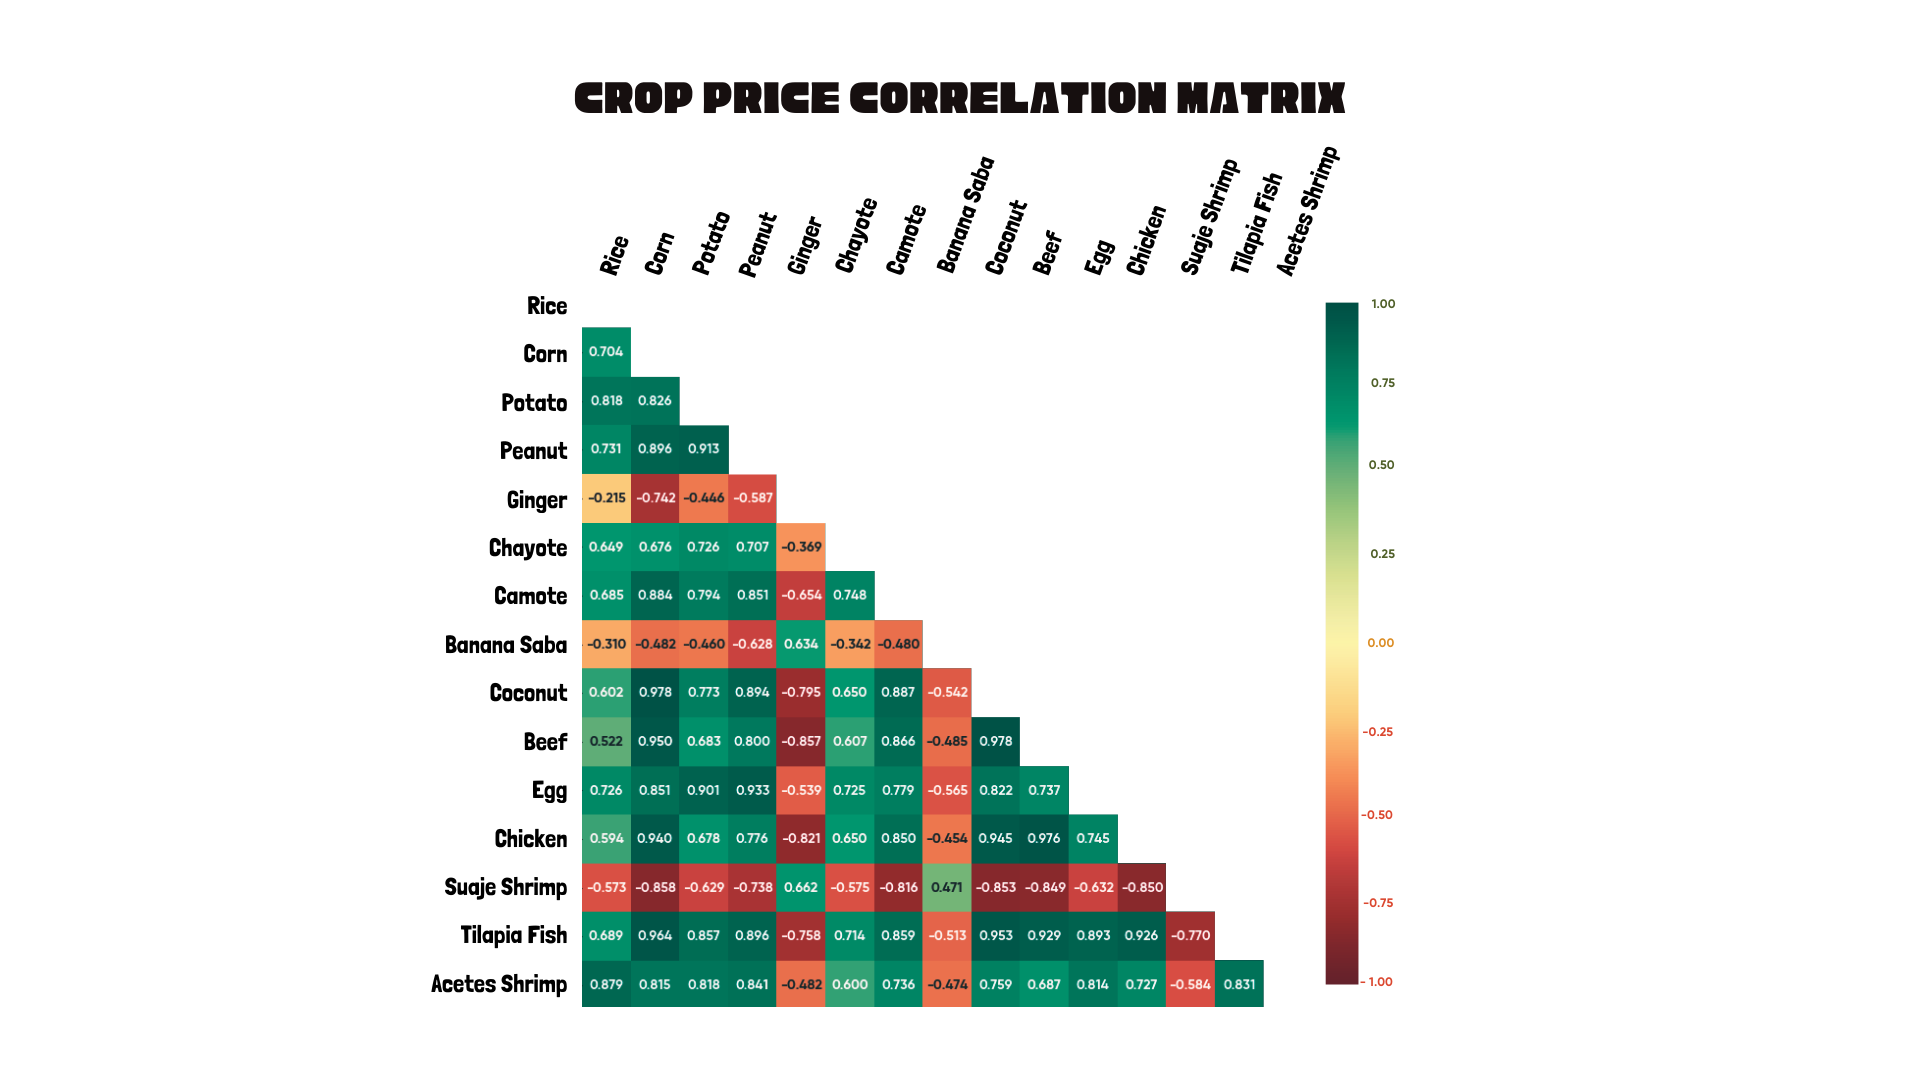 CROP PRICE CORRELATION MATRIX
Rice Corn Potato Peanut Ginger Chayote Camote Banana Saba Coconut Beef Egg Chicken Suaje Shrimp Tilapia Fish Acetes Shrimp
Rice
Corn 0.704
Potato 0.818 0.826
Peanut 0.731 0.896 0.913
Ginger -0.215 -0.742 -0.446 -0.587
Chayote 0.649 0.676 0.726 0.707 -0.369
Camote 0.685 0.884 0.794 0.851 -0.654 0.748
Banana Saba -0.310 -0.482 -0.460 -0.628 0.634 -0.342 -0.480
Coconut 0.602 0.978 0.773 0.894 -0.795 0.650 0.887 -0.542
Beef 0.522 0.950 0.683 0.800 -0.857 0.607 0.866 -0.485 0.978
Egg 0.726 0.851 0.901 0.933 -0.539 0.725 0.779 -0.565 0.822 0.737
Chicken 0.594 0.940 0.678 0.776 -0.821 0.650 0.850 -0.454 0.945 0.976 0.745
Suaje Shrimp -0.573 -0.858 -0.629 -0.738 0.662 -0.575 -0.816 0.471 -0.853 -0.849 -0.632 -0.850
Tilapia Fish 0.689 0.964 0.857 0.896 -0.758 0.714 0.859 -0.513 0.953 0.929 0.893 0.926 -0.770
Acetes Shrimp 0.879 0.815 0.818 0.841 -0.482 0.600 0.736 -0.474 0.759 0.687 0.814 0.727 -0.584 0.831
1.00
0.75
0.50
0.25
0.00
-0.25
-0.50
-0.75
- 1.00